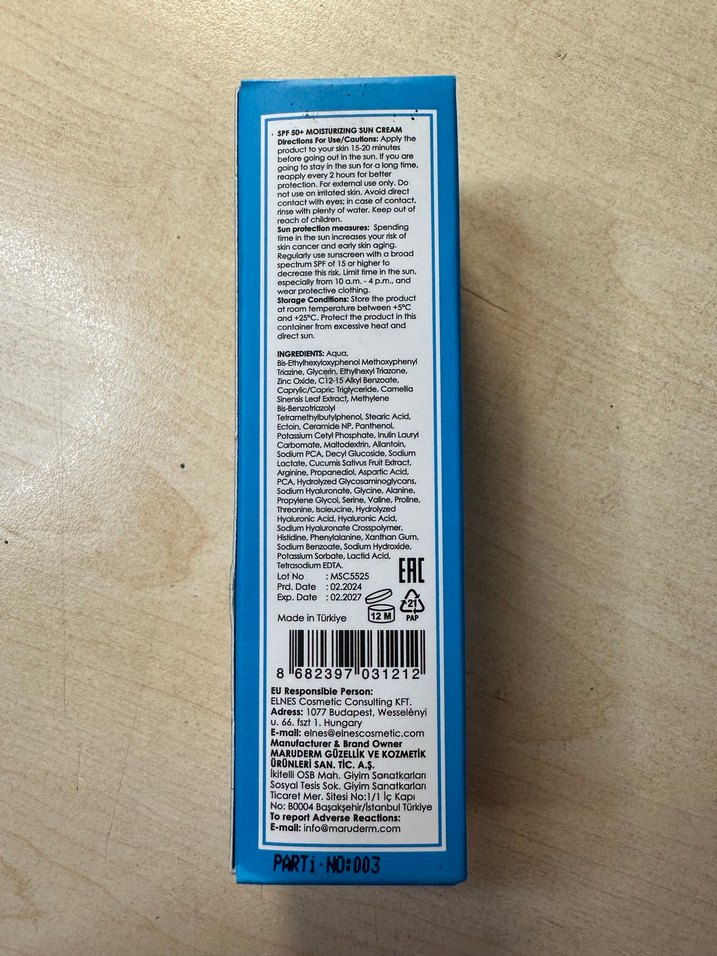 SPF 50+ MOISTURIZING SUN CREAM
Directions For Use/Cautions: Apply the
product to your skin 15-20 minutes
before going out in the sun. If you are
going to stay in the sun for a long time,
reapply every 2 hours for better
protection. For external use only. Do
not use on irritated skin. Avoid direct
contact with eyes; in case of contact,
rinse with plenty of water. Keep out of
reach of children.
Sun protection measures: Spending
time in the sun increases your risk of
skin cancer and early skin aging.
Regularly use sunscreen with a broad
spectrum SPF of 15 or higher to
decrease this risk. Limit time in the sun,
especially from 10 a.m. - 4 p.m., and
wear protective clothing.
Storage Conditions: Store the product
at room temperature between +5°C
and +25°C. Protect the product in this
container from excessive heat and
direct sun.
INGREDIENTS: Aqua,
Bis-Ethylhexyloxyphenol Methoxyphenyl
Triazine, Glycerin, Ethylhexyl Triazone,
Zinc Oxide, C12-15 Alkyl Benzoate,
Caprylic/Capric Triglyceride, Camellia
Sinensis Leaf Extract, Methylene
Bis-Benzotriazolyl
Tetramethylbutylphenol, Stearic Acid,
Ectoin, Ceramide NP, Panthenol,
Potassium Cetyl Phosphate, Inulin Lauryl
Carbomate, Maltodextrin, Allantoin,
Sodium PCA, Decyl Glucoside, Sodium
Lactate, Cucumis Sativus Fruit Extract,
Arginine, Propanediol, Aspartic Acid,
PCA, Hydrolyzed Glycosaminoglycans,
Sodium Hyaluronate, Glycine, Alanine,
Propylene Glycol, Serine, Valine. Proline,
Threonine, Isoleucine, Hydrolyzed
Hyaluronic Acid, Hyaluronic Acid,
Sodium Hyaluronate Crosspolymer,
Histidine, Phenylalanine, Xanthan Gum,
Sodium Benzoate, Sodium Hydroxide,
Potassium Sorbate, Lactid Acid,
Tetrasodium EDTA.
Lot No : MSC5525
Prd. Date : 02.2024
Exp. Date : 02.2027
EAC
12 M
21
PAP
Made in Türkiye
8 682397 031212
EU Responsible Person:
ELNES Cosmetic Consulting KFT.
Adress: 1077 Budapest, Wesselènyi
u. 66. fszt 1. Hungary
E-mail: elnes@elnescosmetic.com
Manufacturer & Brand Owner
MARUDERM GÜZELLİK VE KOZMETİK
ÜRÜNLERİ SAN. TİC. A.Ş.
İkitelli OSB Mah. Giyim Sanatkarları
Sosyal Tesis Sok. Giyim Sanatkarları
Ticaret Mer. Sitesi No:1/1 İç Kapı
No: B0004 Başakşehir/İstanbul Türkiye
To report Adverse Reactions:
E-mail: info@maruderm.com
PARTi NO:003